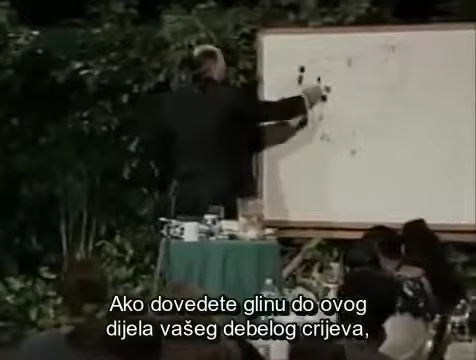 Ako dovedete glinu do ovog
dijela vašeg debelog crijeva,